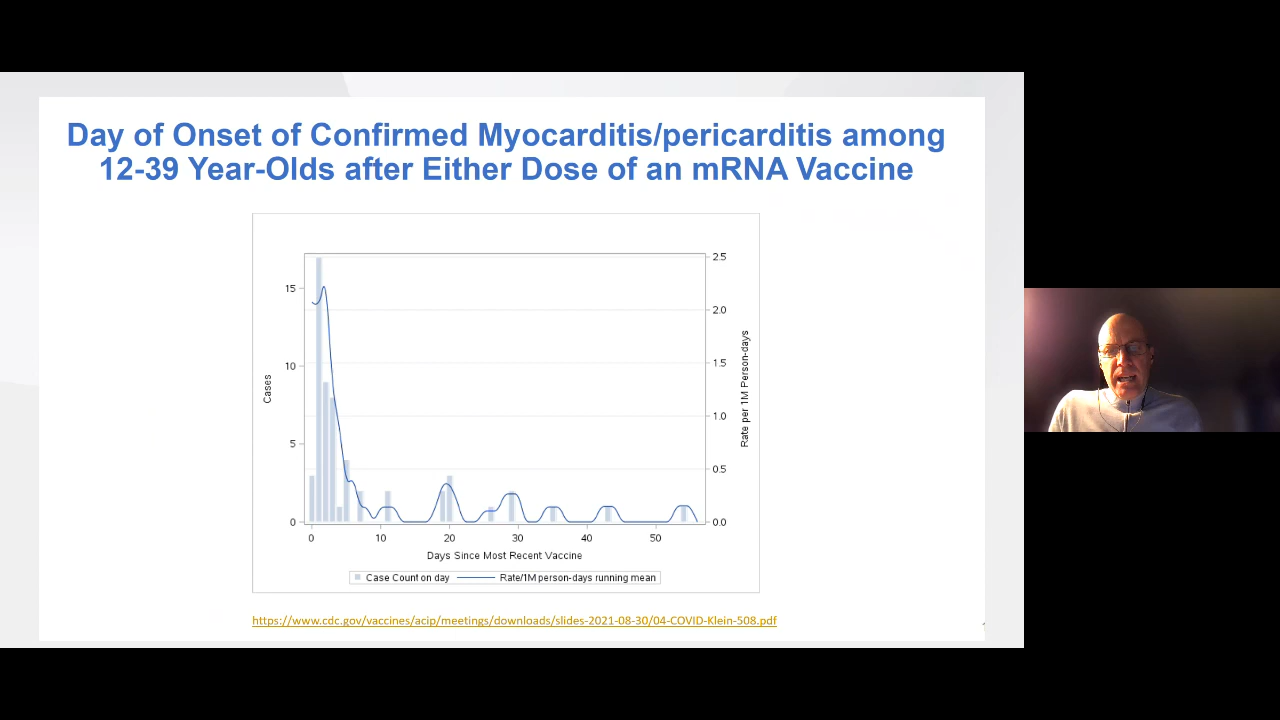 Day of Onset of Confirmed Myocarditis/pericarditis among
12-39 Year-Olds after Either Dose of an mRNA Vaccine
2.5
15
2.0
10
1.5
Cases
Rate per 1M Person-days
1.0
5
0.5
0
0.0
0 10 20 30 40 50
Days Since Most Recent Vaccine
Case Count on day Rate/1M person-days running mean
https://www.cdc.gov/vaccines/acip/meetings/downloads/slides-2021-08-30/04-COVID-Klein-508.pdf